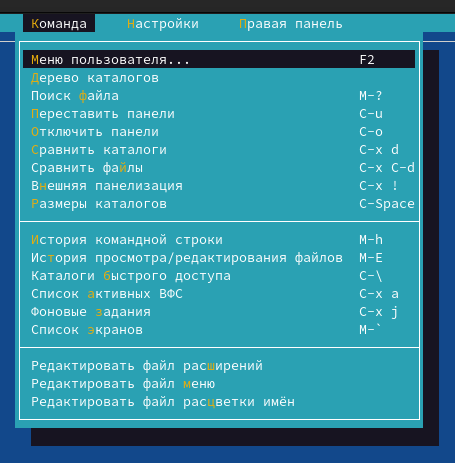 Команда Настройки Правая панель
Меню пользователя... F2
Дерево каталогов
Поиск файла M-?
Переставить панели C-u
Отключить панели C-o
Сравнить каталоги C-x d
Сравнить файлы C-x C-d
Внешняя панелизация C-x !
Размеры каталогов C-Space
История командной строки M-h
История просмотра/редактирования файлов M-E
Каталоги быстрого доступа C-\
Список активных ВФС C-x a
Фоновые задания C-x j
Список экранов M-`
Редактировать файл расширений
Редактировать файл меню
Редактировать файл расцветки имён